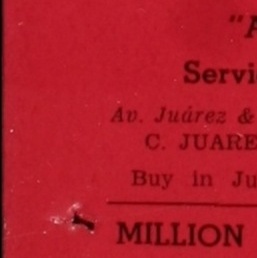 "A
Servi
Av. Juárez &
C. JUARE
Buy in Ju
MILLION